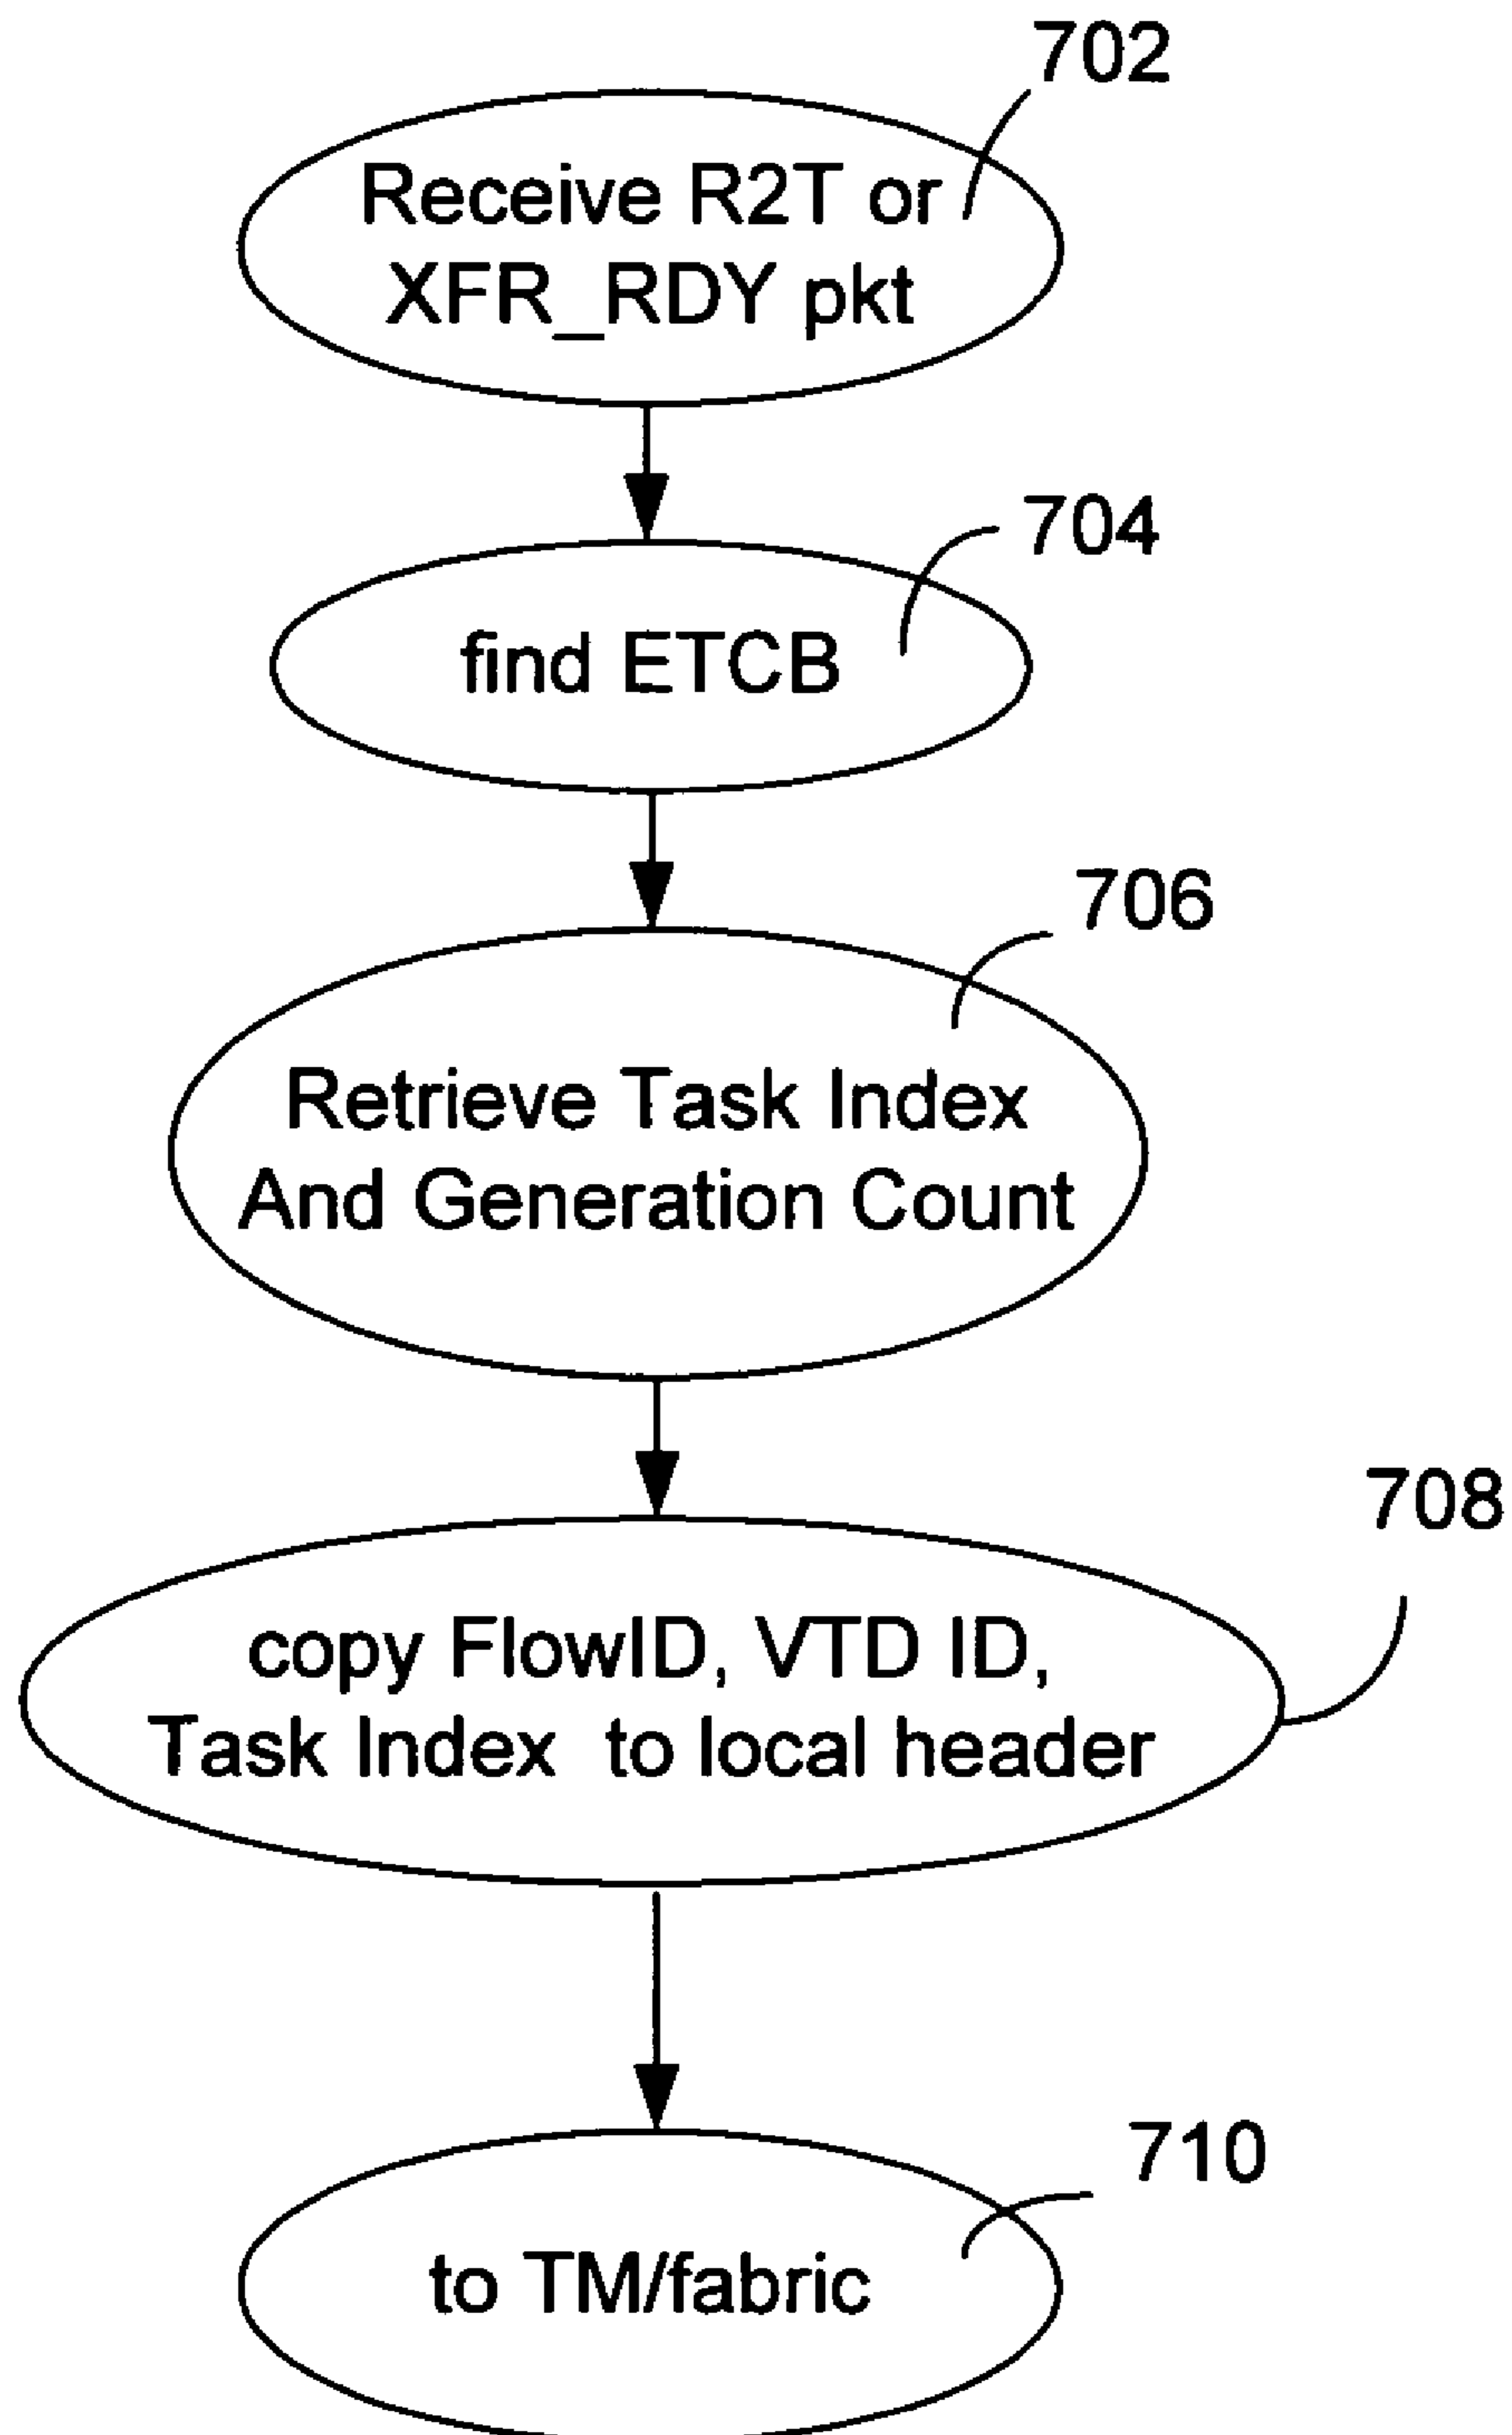 702
Receive R2T or
XFR_RDY pkt
704
find ETCB
706
Retrieve Task Index
And Generation Count
708
copy FlowID, VTD ID,
Task Index to local header
710
to TM/fabric